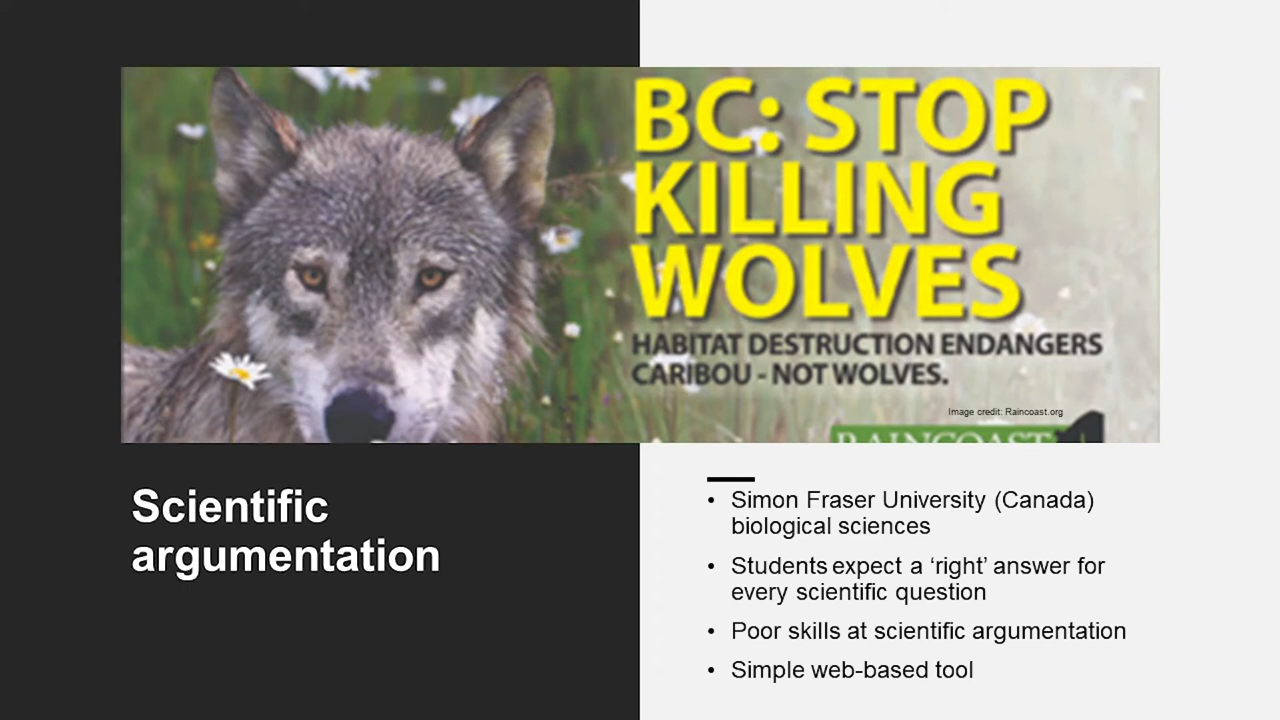 BC: STOP
KILLING
WOLVES
HABITAT DESTRUCTION ENDANGERS
CARIBOU - NOT WOLVES.
Image credit: Raincoast.org
RAINCOAST
Scientific
argumentation
• Simon Fraser University (Canada)
biological sciences
• Students expect a ‘right’ answer for
every scientific question
• Poor skills at scientific argumentation
• Simple web-based tool